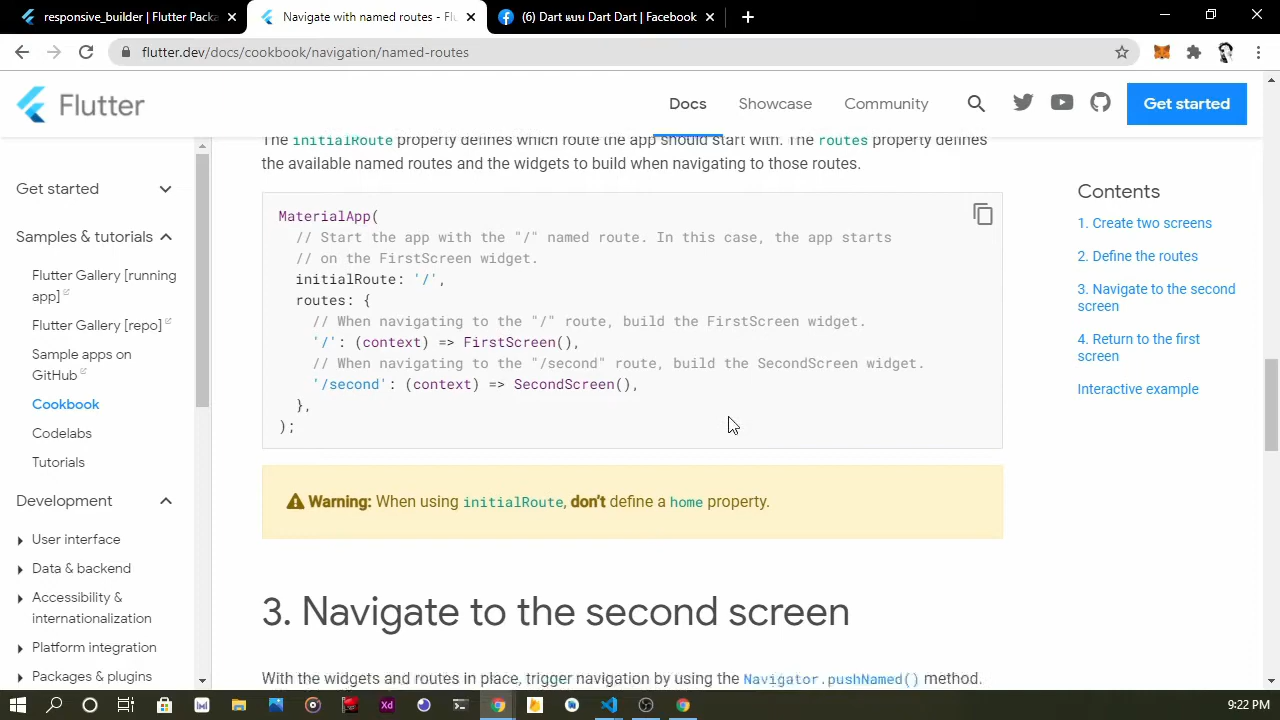 responsive_builder | Flutter Packa
Navigate with named routes - Flu
(6) Dart แบบ Dart Dart | Facebook
flutter.dev/docs/cookbook/navigation/named-routes
Flutter
Docs
Showcase
Community
Get started
Get started
Samples & tutorials
Flutter Gallery [running
app]
Flutter Gallery [repo]
Sample apps on
GitHub
Cookbook
Codelabs
Tutorials
Development
User interface
Data & backend
Accessibility &
internationalization
Platform integration
Packages & plugins
The initialRoute property defines which route the app should start with. The routes property defines
the available named routes and the widgets to build when navigating to those routes.
MaterialApp(
// Start the app with the "/" named route. In this case, the app starts
// on the FirstScreen widget.
initialRoute: '/',
routes: {
// When navigating to the "/" route, build the FirstScreen widget.
'/': (context) => FirstScreen(),
// When navigating to the "/second" route, build the SecondScreen widget.
'/second': (context) => SecondScreen(),
},
);
Warning: When using initialRoute, don't define a home property.
3. Navigate to the second screen
With the widgets and routes in place, trigger navigation by using the Navigator.pushNamed() method.
Contents
1. Create two screens
2. Define the routes
3. Navigate to the second
screen
4. Return to the first
screen
Interactive example
Xd
9:22 PM